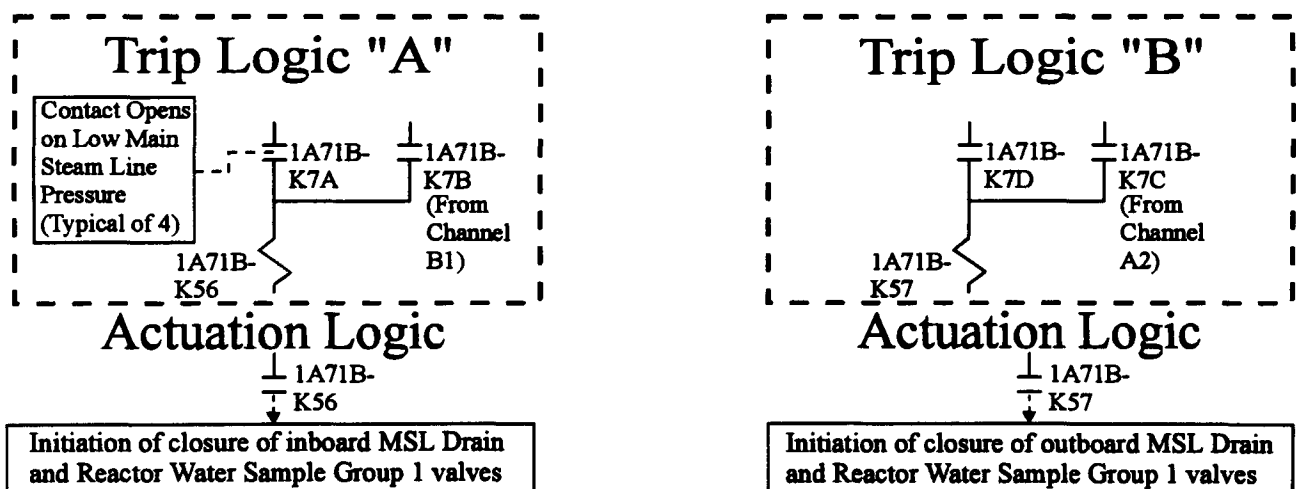 Trip Logic "A"
Contact Opens
on Low Main
Steam Line
Pressure
(Typical of 4)
1A71B-
K7A
1A71B-
K7B
(From
Channel
B1)
1A71B-
K56
Actuation Logic
1A71B-
K56
Initiation of closure of inboard MSL Drain
and Reactor Water Sample Group 1 valves
Trip Logic "B"
1A71B-
K7D
1A71B-
K7C
(From
Channel
A2)
1A71B-
K57
Actuation Logic
1A71B-
K57
Initiation of closure of outboard MSL Drain
and Reactor Water Sample Group 1 valves